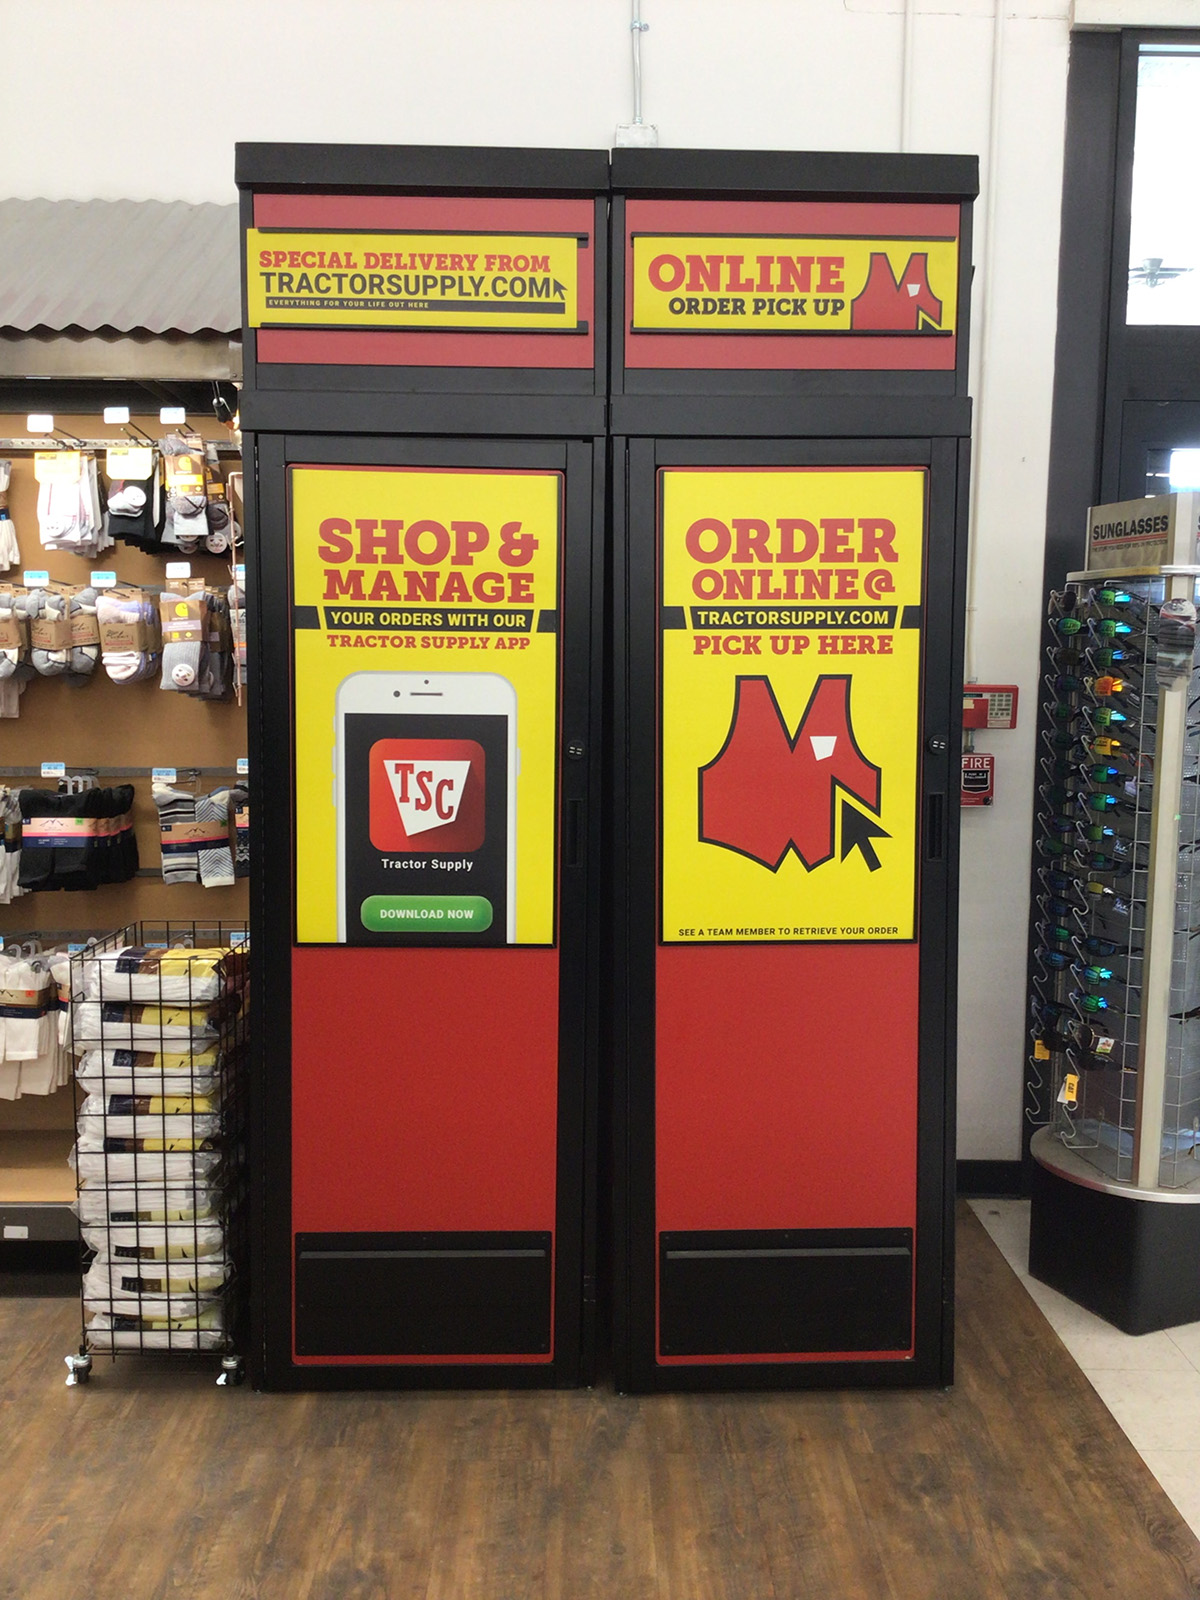 SPECIAL DELIVERY FROM
TRACTORSUPPLY.COM
EVERYTHING FOR YOUR LIFE OUT HERE
ONLINE
ORDER PICK UP
SHOP &
MANAGE
YOUR ORDERS WITH OUR
TRACTOR SUPPLY APP
TSC
Tractor Supply
DOWNLOAD NOW
ORDER
ONLINE @
TRACTORSUPPLY.COM
PICK UP HERE
SEE A TEAM MEMBER TO RETRIEVE YOUR ORDER
SUNGLASSES
FIRE